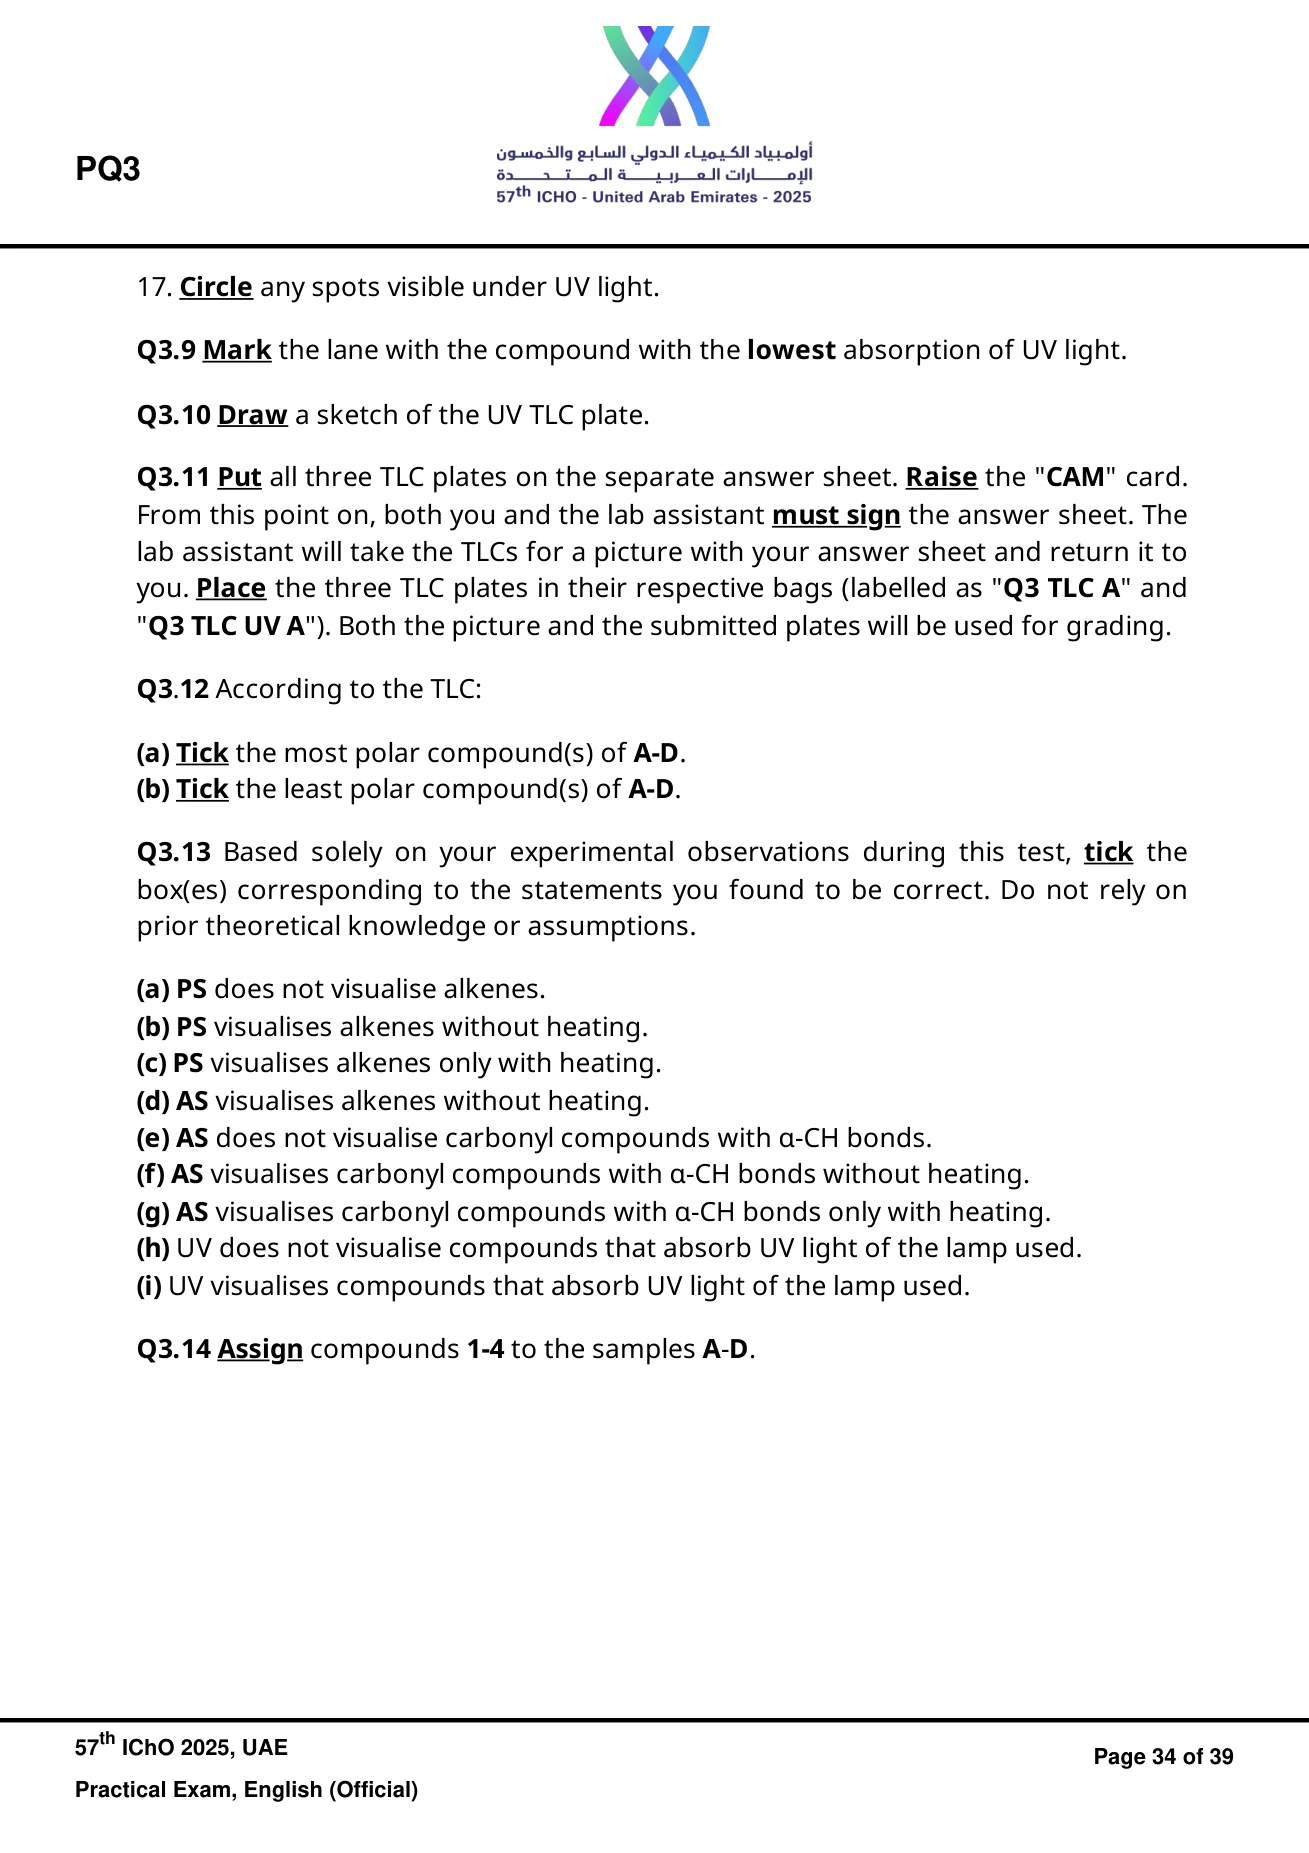 PQ3
أولمبياد الكيمياء الدولي السابع والخمسون
الإمارات العربية المتحدة
57th ICHO - United Arab Emirates - 2025
17. Circle any spots visible under UV light.
Q3.9 Mark the lane with the compound with the lowest absorption of UV light.
Q3.10 Draw a sketch of the UV TLC plate.
Q3.11 Put all three TLC plates on the separate answer sheet. Raise the "CAM" card.
From this point on, both you and the lab assistant must sign the answer sheet. The
lab assistant will take the TLCs for a picture with your answer sheet and return it to
you. Place the three TLC plates in their respective bags (labelled as "Q3 TLC A" and
"Q3 TLC UV A"). Both the picture and the submitted plates will be used for grading.
Q3.12 According to the TLC:
(a) Tick the most polar compound(s) of A-D.
(b) Tick the least polar compound(s) of A-D.
Q3.13 Based solely on your experimental observations during this test, tick the
box(es) corresponding to the statements you found to be correct. Do not rely on
prior theoretical knowledge or assumptions.
(a) PS does not visualise alkenes.
(b) PS visualises alkenes without heating.
(c) PS visualises alkenes only with heating.
(d) AS visualises alkenes without heating.
(e) AS does not visualise carbonyl compounds with α-CH bonds.
(f) AS visualises carbonyl compounds with α-CH bonds without heating.
(g) AS visualises carbonyl compounds with α-CH bonds only with heating.
(h) UV does not visualise compounds that absorb UV light of the lamp used.
(i) UV visualises compounds that absorb UV light of the lamp used.
Q3.14 Assign compounds 1-4 to the samples A-D.
57th IChO 2025, UAE
Page 34 of 39
Practical Exam, English (Official)